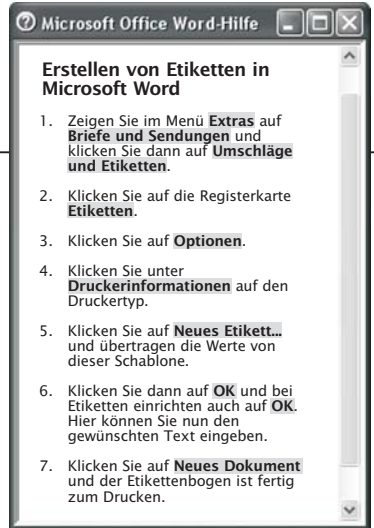 Microsoft Office Word-Hilfe
Erstellen von Etiketten in
Microsoft Word
1. Zeigen Sie im Menü Extras auf
Briefe und Sendungen und
klicken Sie dann auf Umschläge
und Etiketten.
2. Klicken Sie auf die Registerkarte
Etiketten.
3. Klicken Sie auf Optionen.
4. Klicken Sie unter
Druckerinformationen auf den
Druckertyp.
5. Klicken Sie auf Neues Etikett...
und übertragen die Werte von
dieser Schablone.
6. Klicken Sie dann auf OK und bei
Etiketten einrichten auch auf OK.
Hier können Sie nun den
gewünschten Text eingeben.
7. Klicken Sie auf Neues Dokument
und der Etikettenbogen ist fertig
zum Drucken.